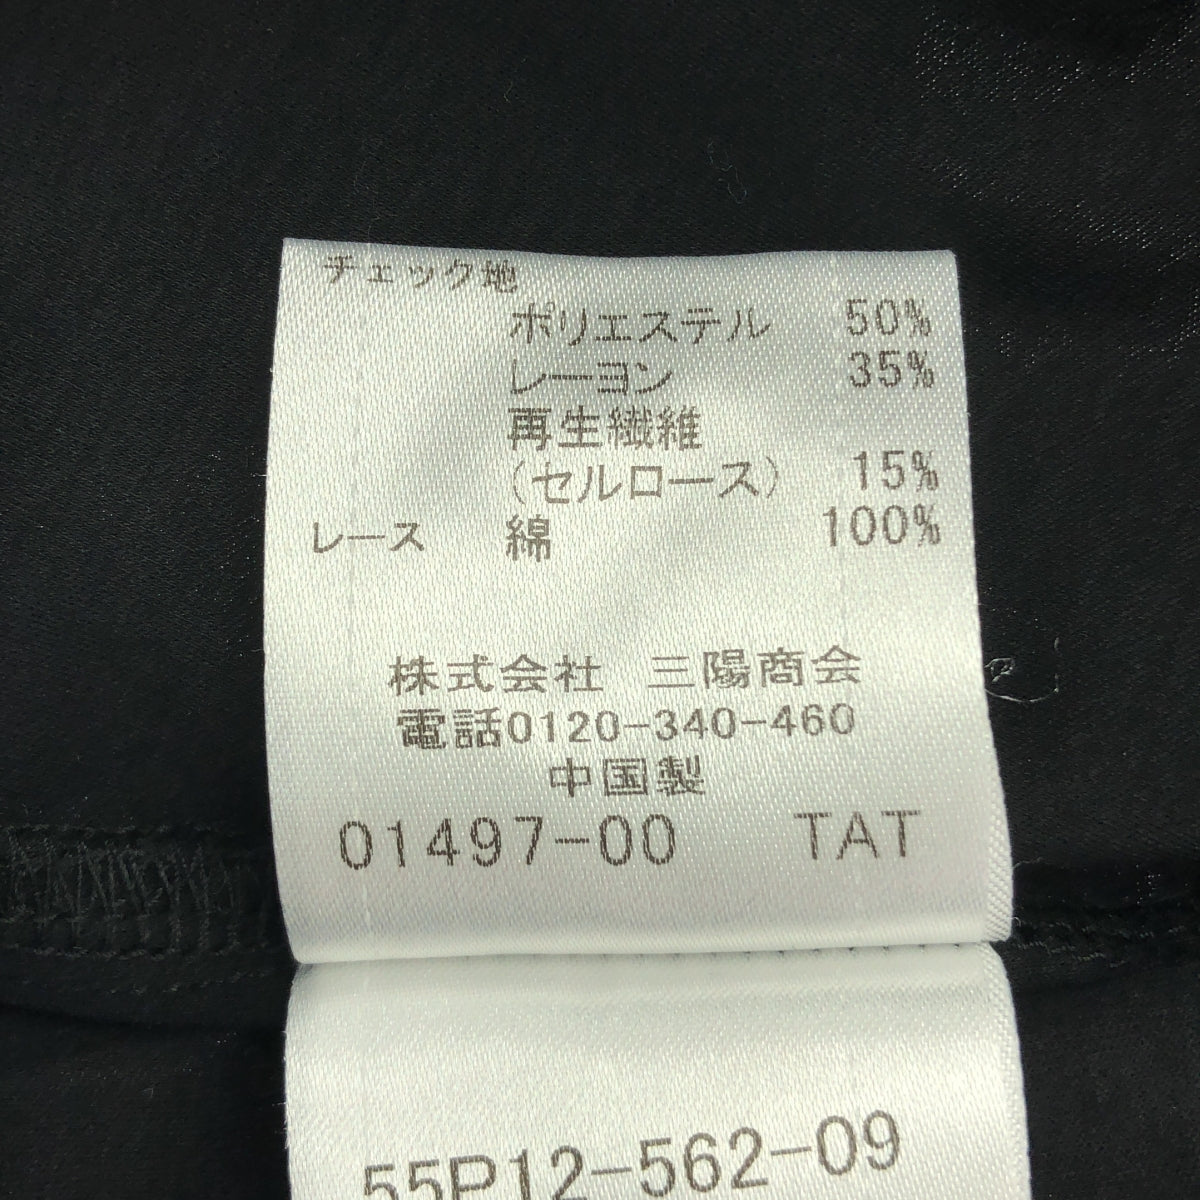 チェック地
ポリエステル 50%
レーヨン 35%
再生繊維
(セルロース) 15%
レース 綿 100%
株式会社 三陽商会
電話0120-340-460
中国製
01497-00 TAT
55P12-562-09